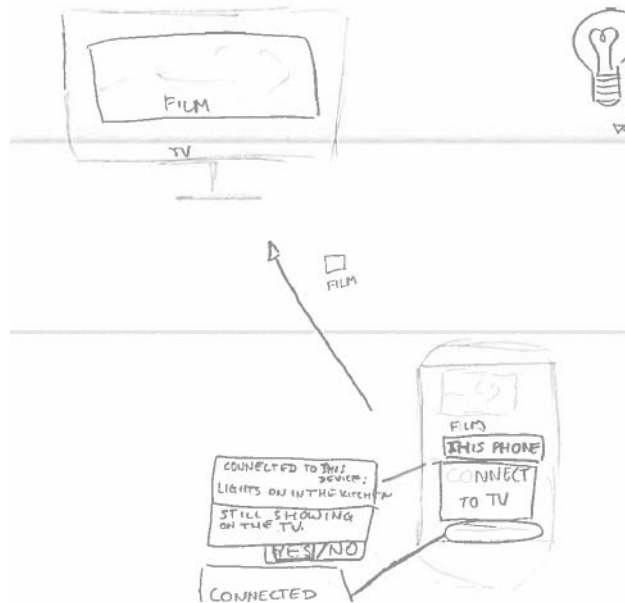 FILM
TV
FILM
FILM
THIS PHONE
CONNECT
TO TV
CONNECTED TO THIS
DEVICE:
LIGHTS ON IN THE KITCHEN
STILL SHOWING
ON THE TV.
YES/NO
CONNECTED